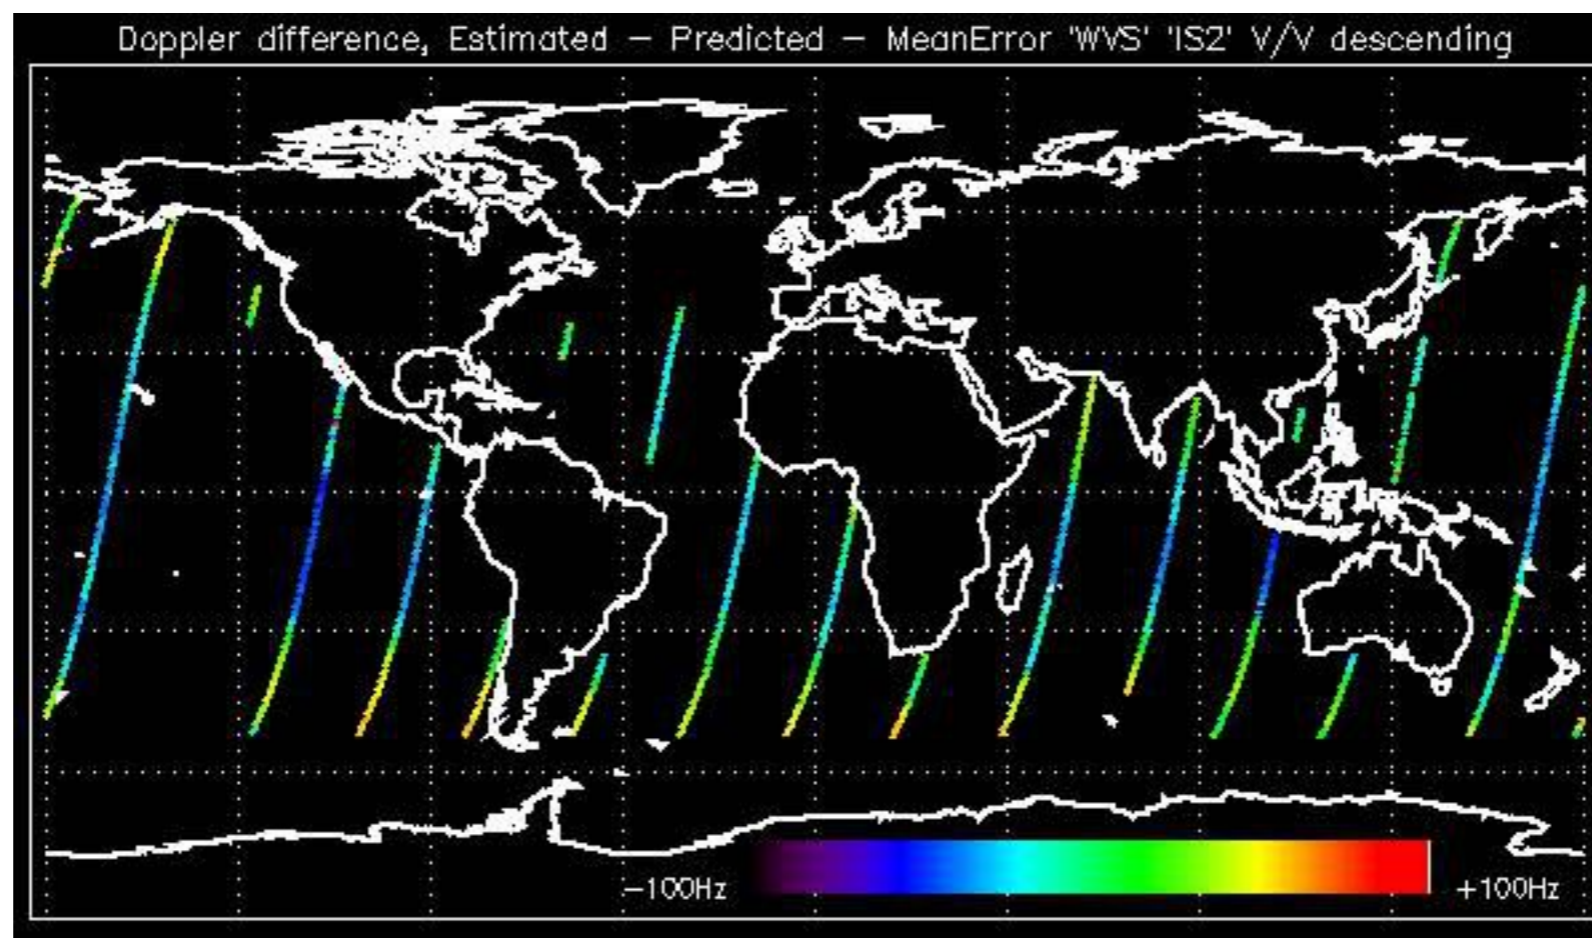 Doppler difference, Estimated – Predicted – MeanError 'WVS' 'IS2' V/V descending
-100Hz +100Hz